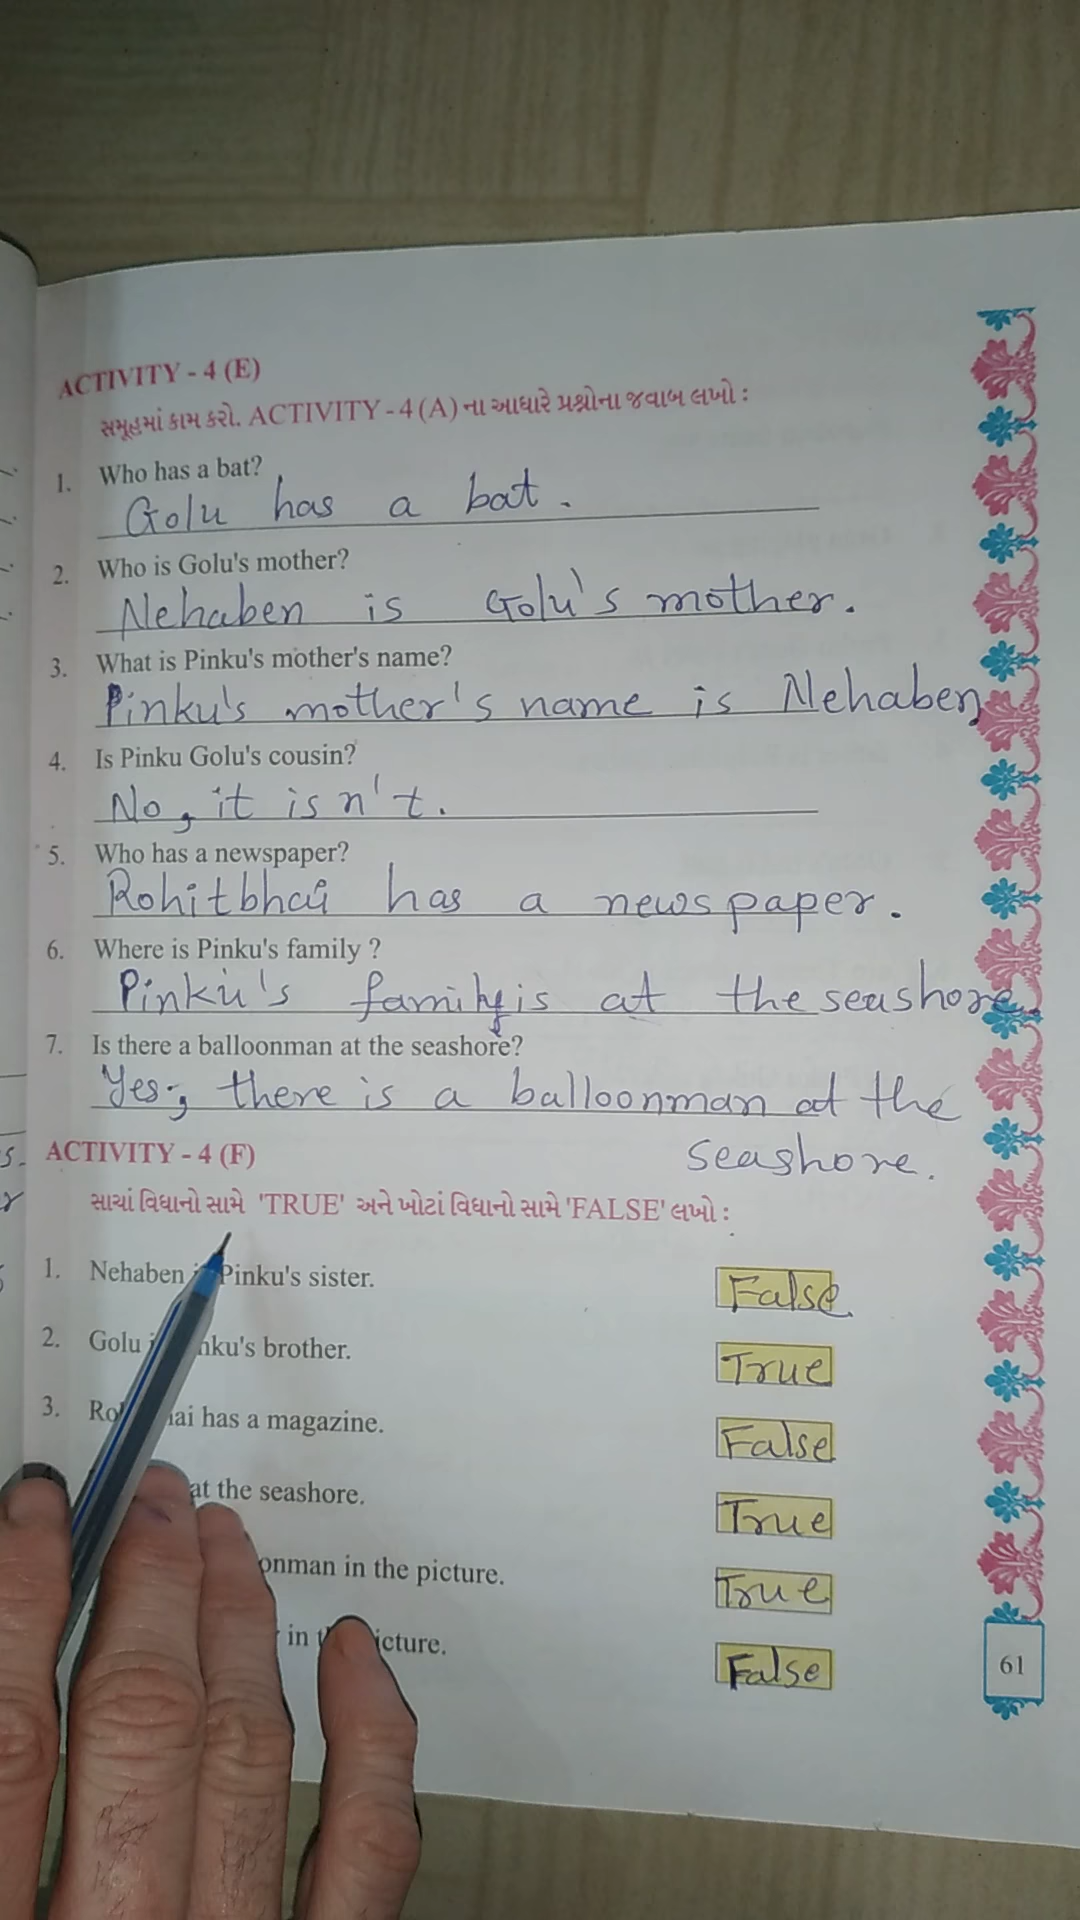 ACTIVITY - 4 (E)
સમૂહમાં કામ કરો. ACTIVITY - 4 (A) ના આધારે પ્રશ્નોના જવાબ લખો :
1. Who has a bat?
Golu has a bat.
2. Who is Golu's mother?
Nehaben is Golu's mother.
3. What is Pinku's mother's name?
Pinku's mother's name is Nehaben
4. Is Pinku Golu's cousin?
No, it isn't.
5. Who has a newspaper?
Rohitbhai has a newspaper.
6. Where is Pinku's family ?
Pinku's family is at the seashore.
7. Is there a balloonman at the seashore?
Yes, there is a balloonman at the
seashore.
ACTIVITY - 4 (F)
સાચાં વિધાનો સામે 'TRUE' અને ખોટાં વિધાનો સામે 'FALSE' લખો :
1. Nehaben Pinku's sister. False
2. Golu brother. True
3. has a magazine. False
at the seashore. True
in the picture. True
in picture. False
61